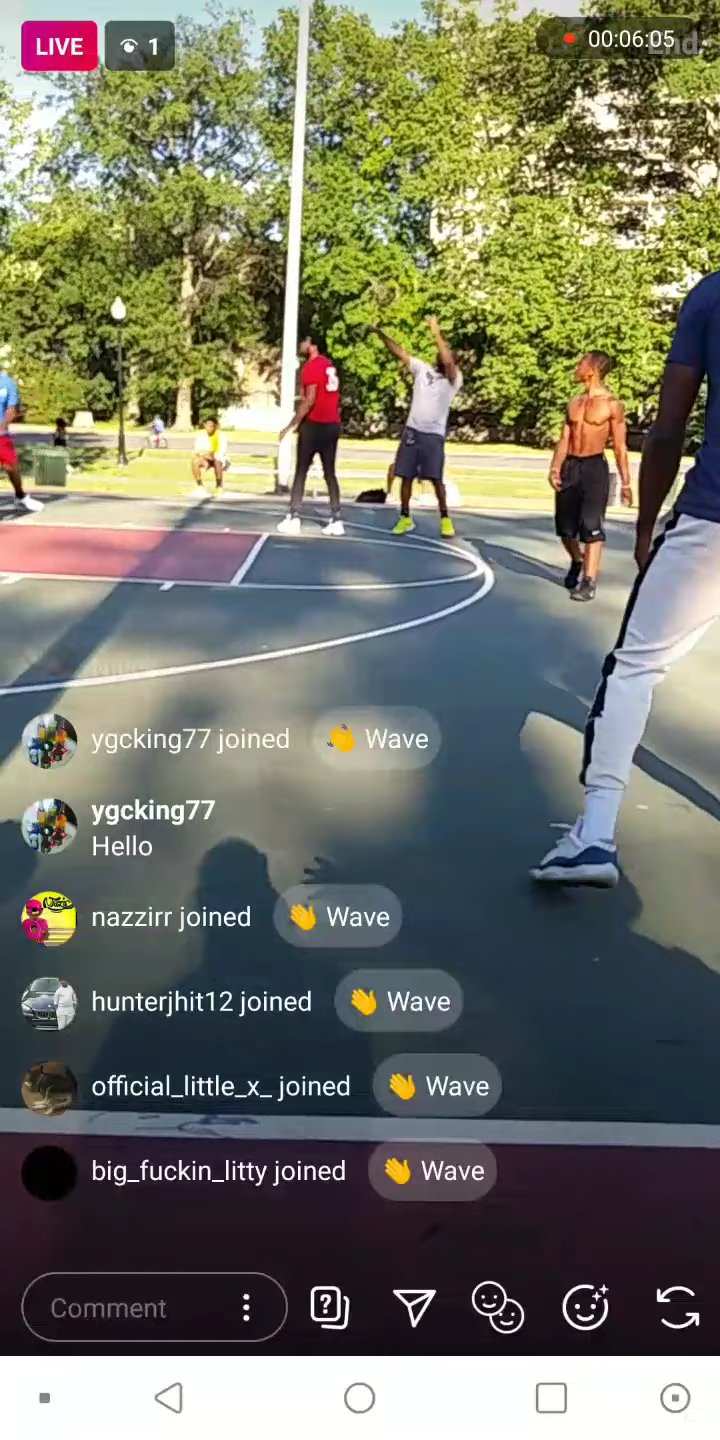 LIVE
1
00:06:05
End
ygcking77 joined
Wave
ygcking77
Hello
nazzirr joined
Wave
hunterjhit12 joined
Wave
official_little_x_ joined
Wave
big_fuckin_litty joined
Wave
Comment